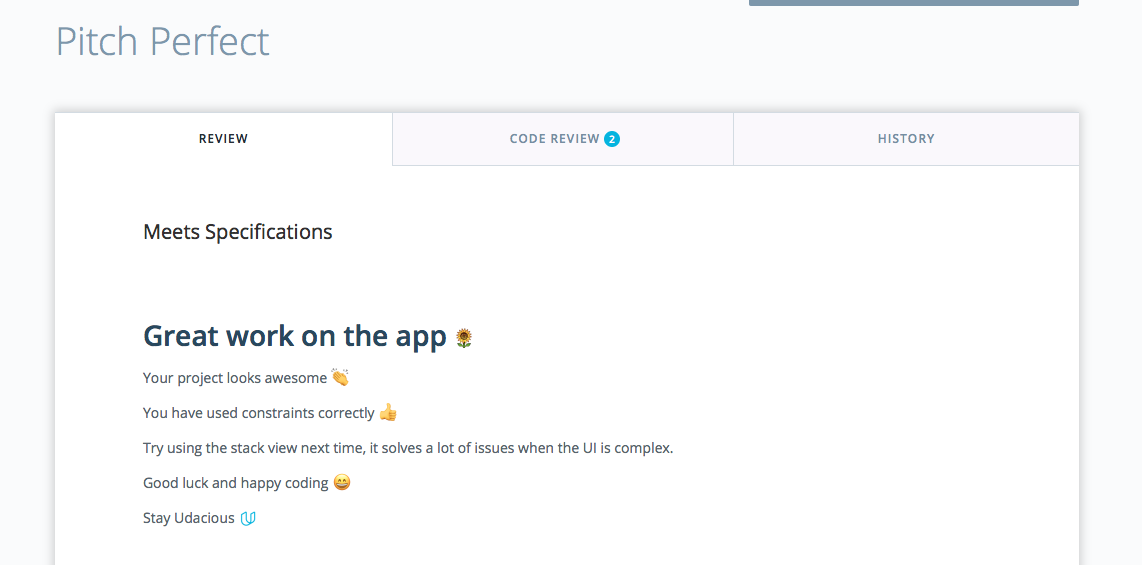 Pitch Perfect
REVIEW
CODE REVIEW 2
HISTORY
Meets Specifications
Great work on the app 🌻
Your project looks awesome 👏
You have used constraints correctly 👍
Try using the stack view next time, it solves a lot of issues when the UI is complex.
Good luck and happy coding 😄
Stay Udacious